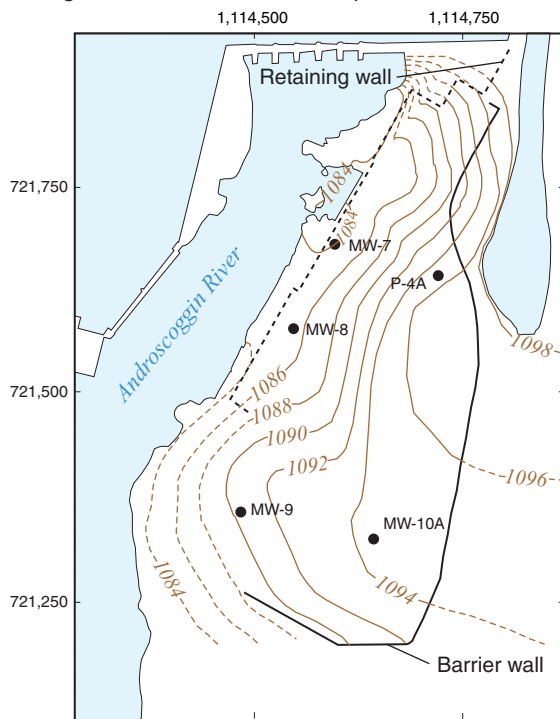 1,114,500
1,114,750
Retaining wall
721,750
1084
1084
MW-7
P-4A
Androscoggin River
MW-8
1098
1086
1088
721,500
1090
1092
1096
MW-9
MW-10A
1084
1094
721,250
Barrier wall